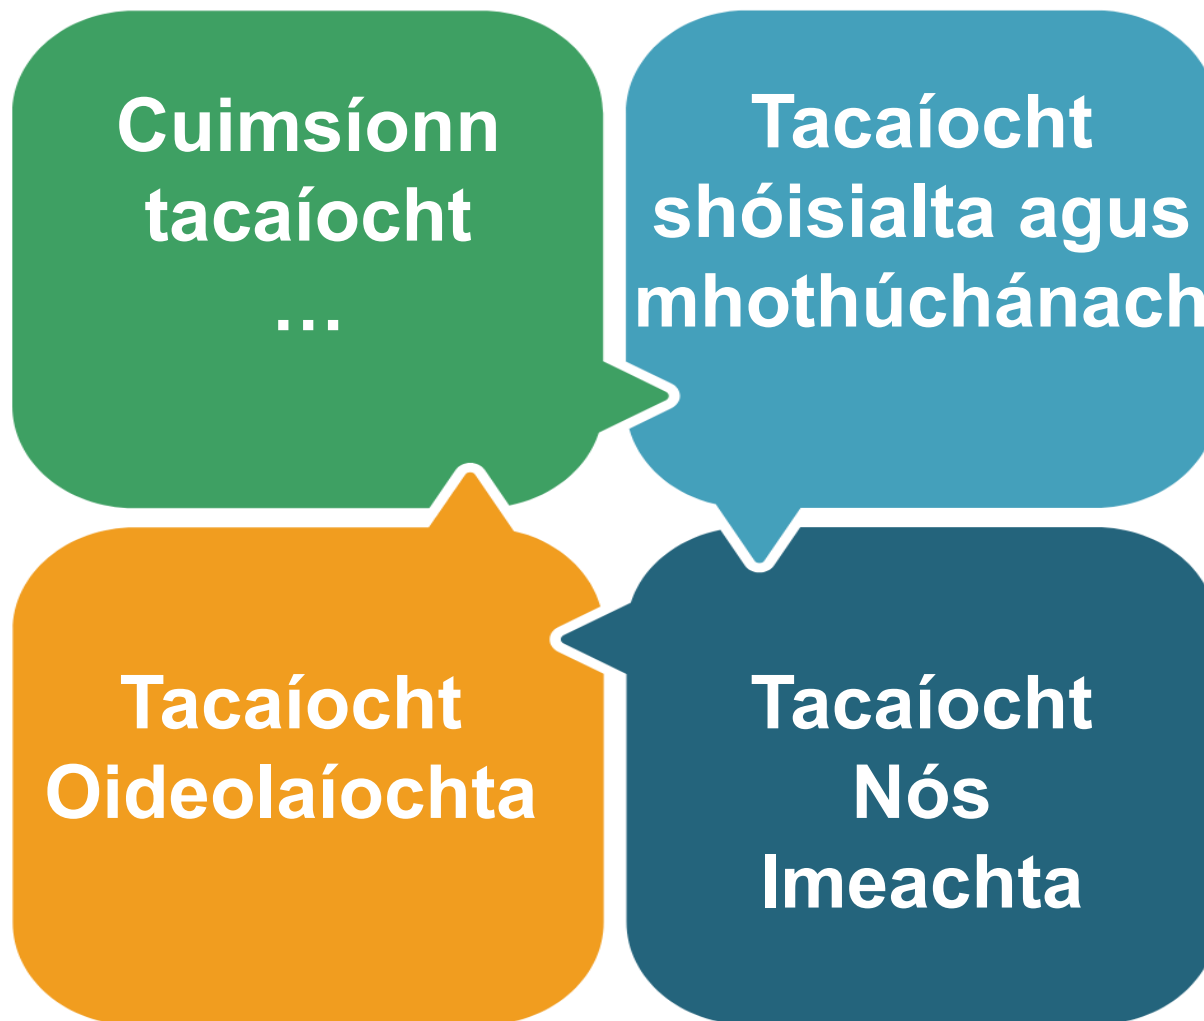 Cuimsíonn
tacaíocht
…
Tacaíocht
shóisialta agus
mhothúchánach
Tacaíocht
Oideolaíochta
Tacaíocht
Nós
Imeachta